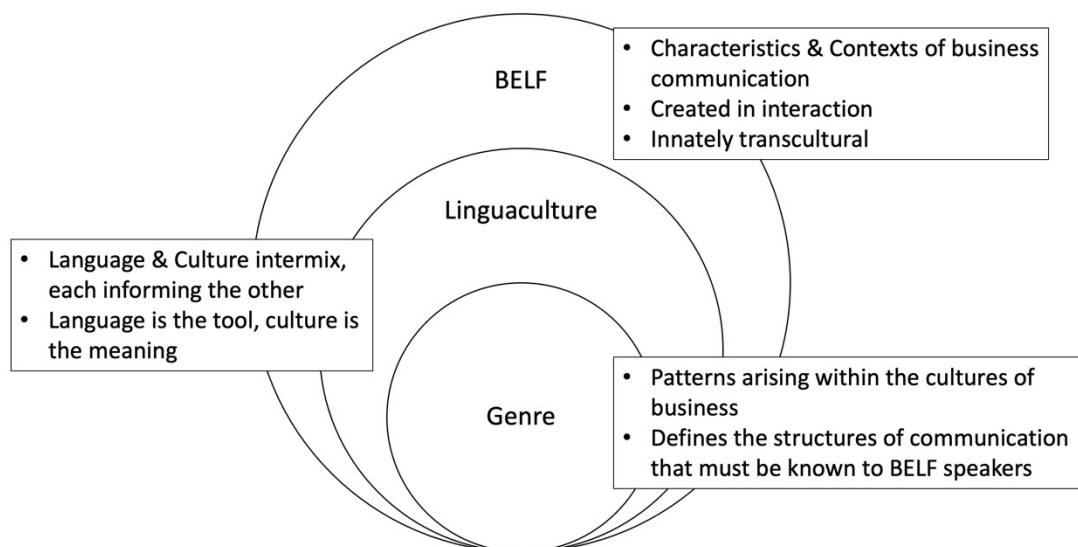 BELF
• Characteristics & Contexts of business
communication
• Created in interaction
• Innately transcultural
Linguaculture
• Language & Culture intermix,
each informing the other
• Language is the tool, culture is
the meaning
Genre
• Patterns arising within the cultures of
business
• Defines the structures of communication
that must be known to BELF speakers